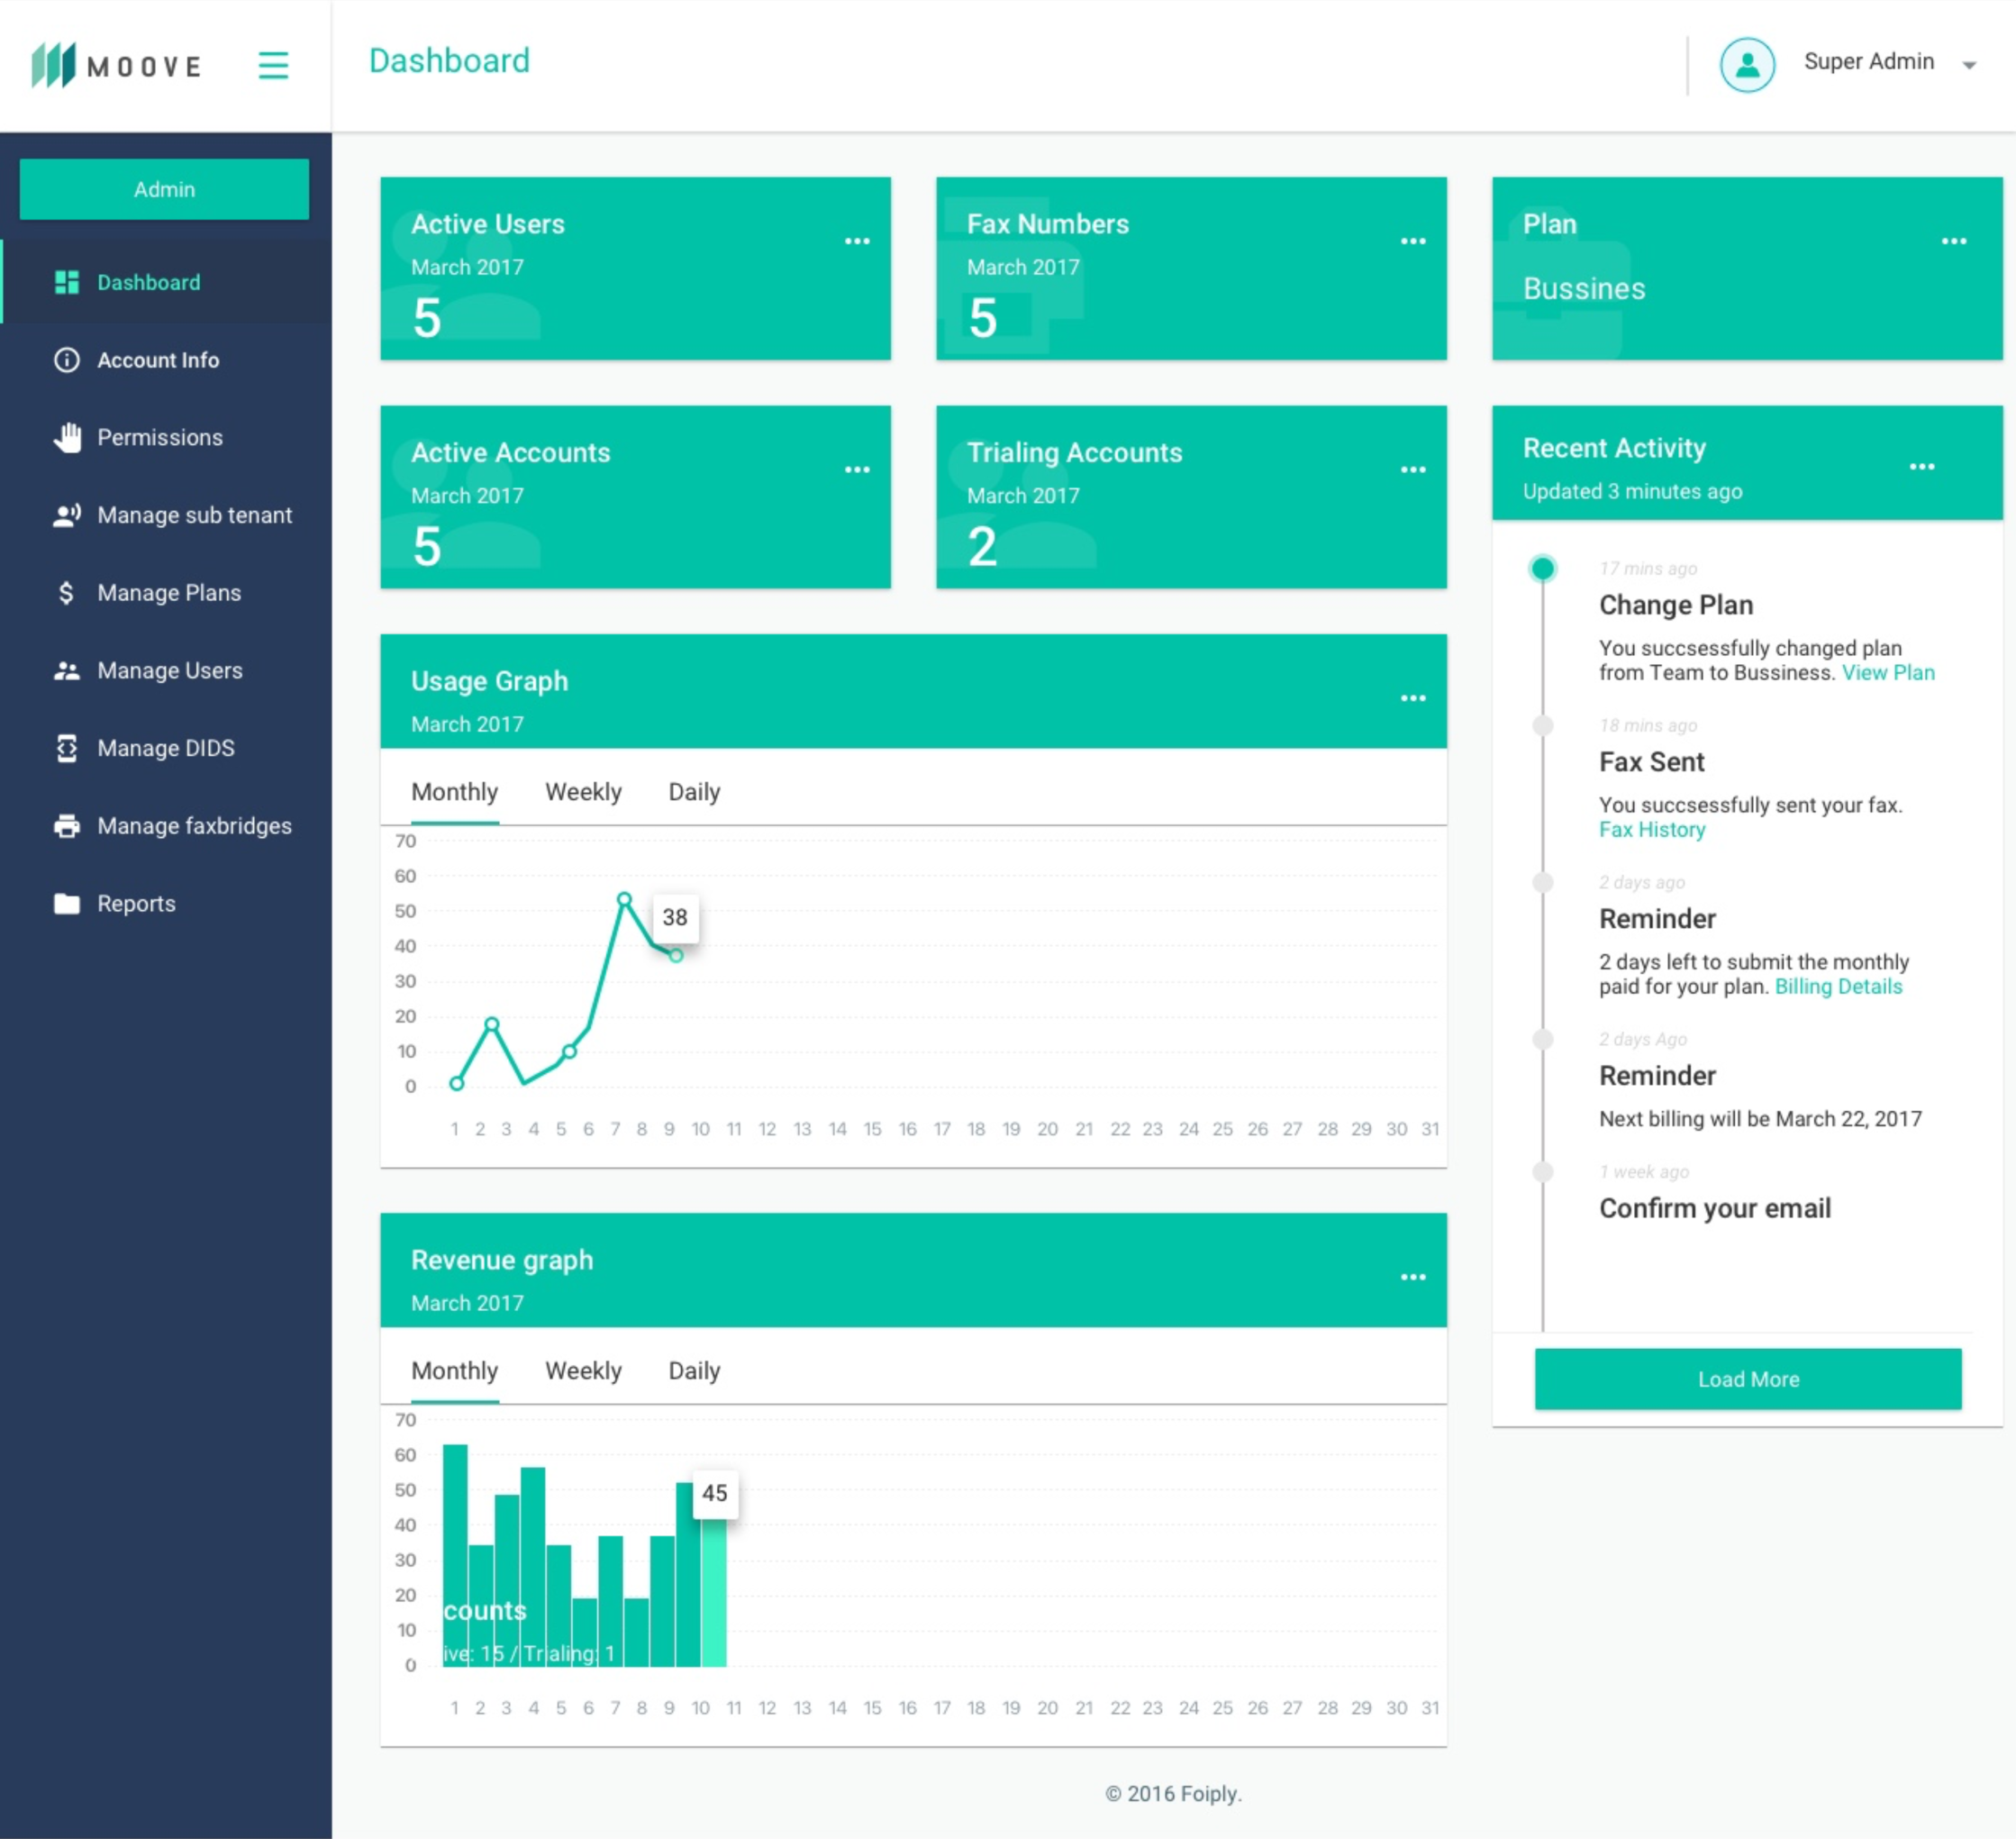 MOOVE
Dashboard
Super Admin
Admin
Dashboard
Account Info
Permissions
Manage sub tenant
Manage Plans
Manage Users
Manage DIDS
Manage faxbridges
Reports
Active Users
March 2017
5
Fax Numbers
March 2017
5
Plan
Bussines
Active Accounts
March 2017
5
Trialing Accounts
March 2017
2
Usage Graph
March 2017
Monthly Weekly Daily
70
60
50
40
30
20
10
0
38
1 2 3 4 5 6 7 8 9 10 11 12 13 14 15 16 17 18 19 20 21 22 23 24 25 26 27 28 29 30 31
Revenue graph
March 2017
Monthly Weekly Daily
70
60
50
40
30
20
10
0
45
counts
ive: 15 / Trialing: 1
1 2 3 4 5 6 7 8 9 10 11 12 13 14 15 16 17 18 19 20 21 22 23 24 25 26 27 28 29 30 31
Recent Activity
Updated 3 minutes ago
17 mins ago
Change Plan
You succsessfully changed plan
from Team to Bussiness. View Plan
18 mins ago
Fax Sent
You succsessfully sent your fax.
Fax History
2 days ago
Reminder
2 days left to submit the monthly
paid for your plan. Billing Details
2 days Ago
Reminder
Next billing will be March 22, 2017
1 week ago
Confirm your email
Load More
© 2016 Foiply.